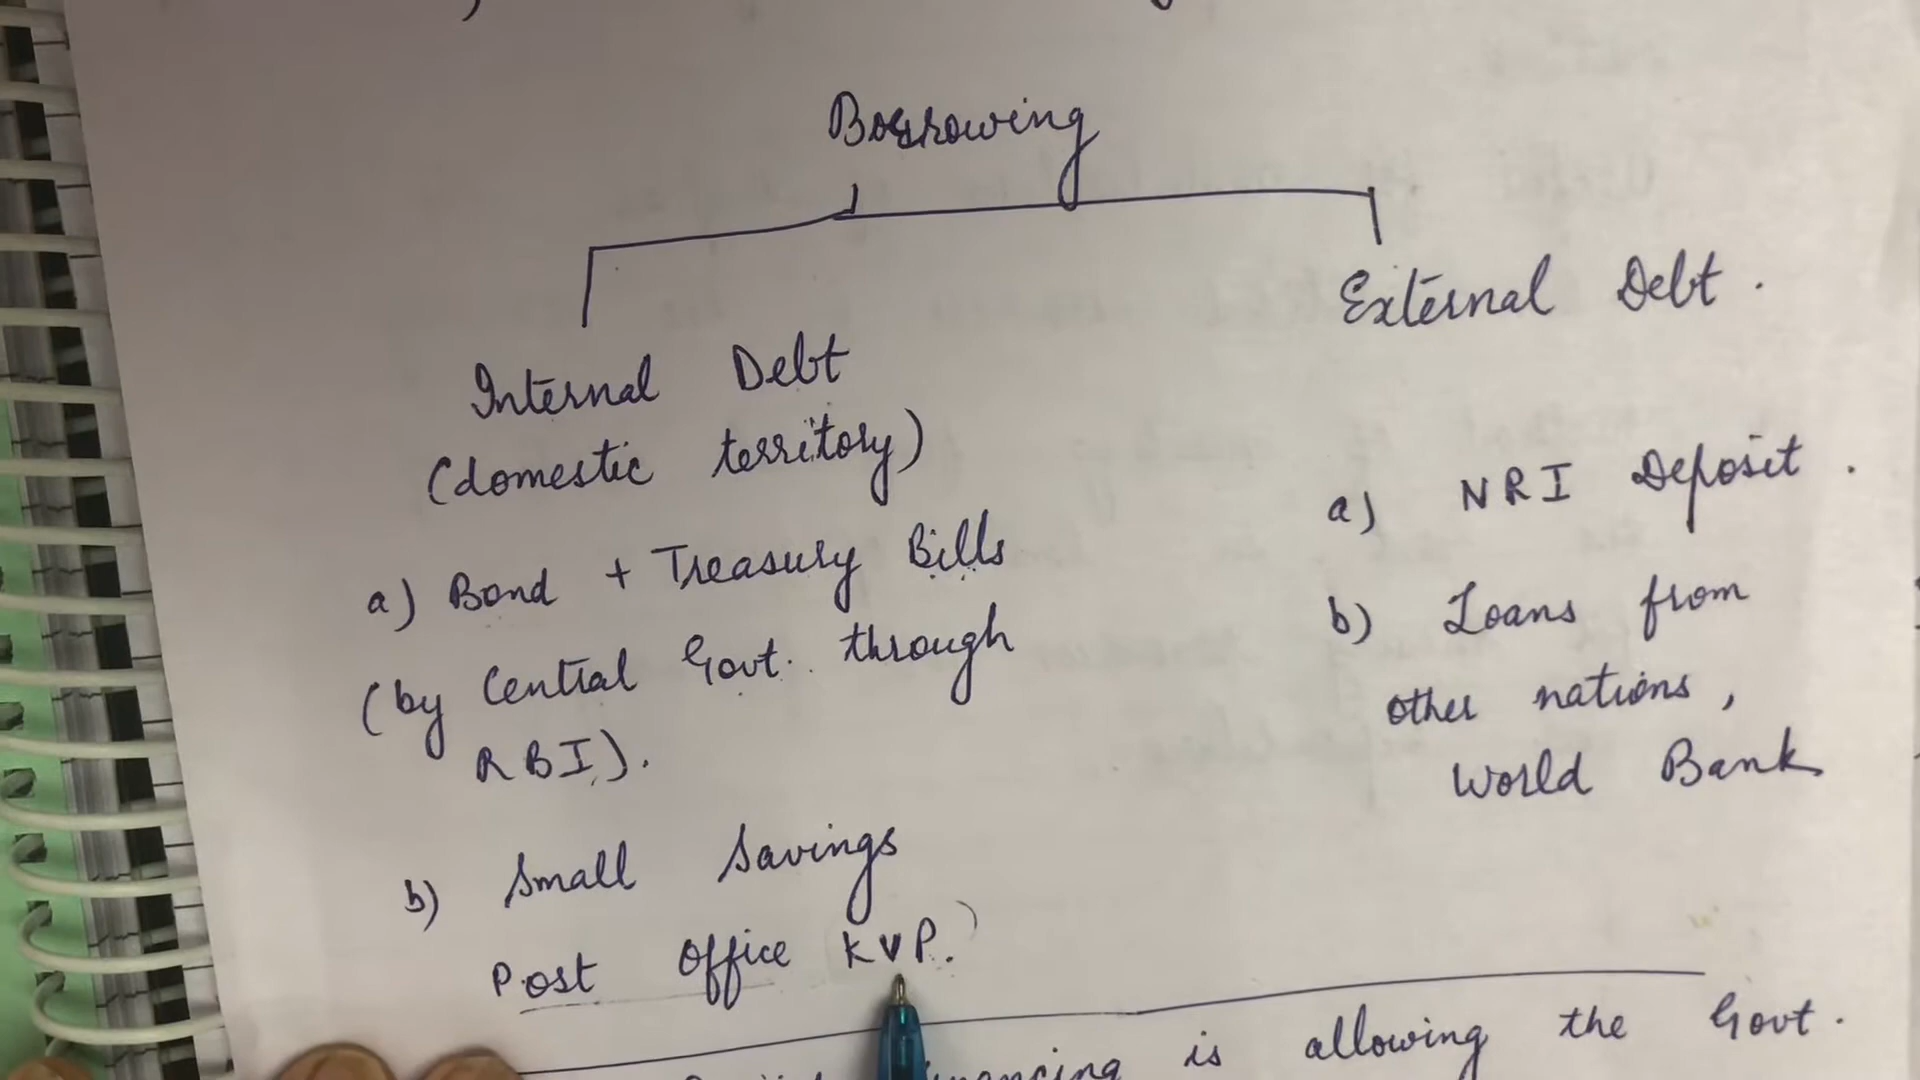 Borrowing
Internal Debt
(domestic territory)
a) Bond + Treasury Bills
(by Central Govt. through
RBI).
b) Small Savings
Post Office KVP.)
External Debt.
a) NRI Deposit.
b) Loans from
other nations,
World Bank
is allowing the Govt.